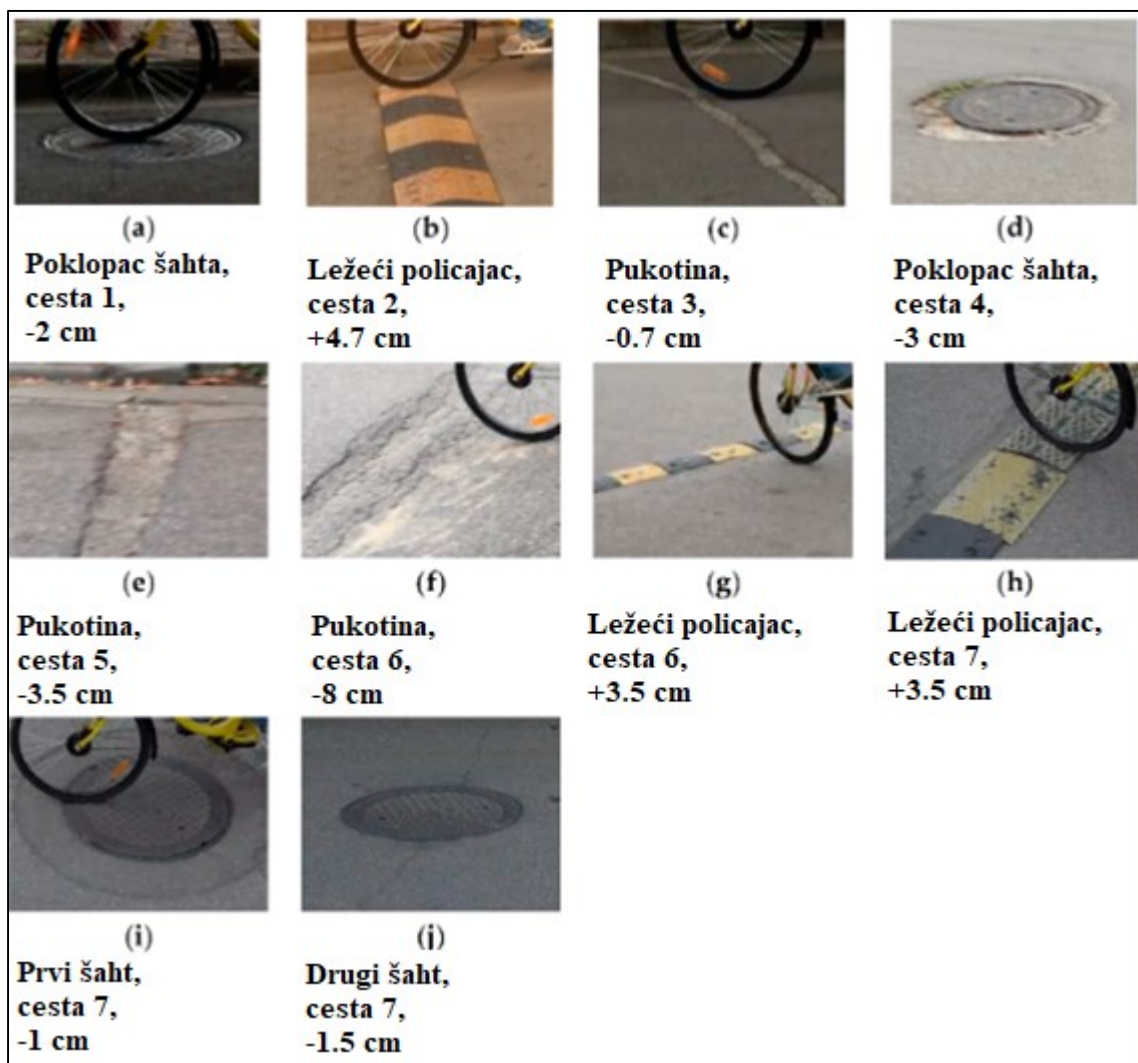 (a)
Poklopac šahta,
cesta 1,
-2 cm
(b)
Ležeći policajac,
cesta 2,
+4.7 cm
(c)
Pukotina,
cesta 3,
-0.7 cm
(d)
Poklopac šahta,
cesta 4,
-3 cm
(e)
Pukotina,
cesta 5,
-3.5 cm
(f)
Pukotina,
cesta 6,
-8 cm
(g)
Ležeći policajac,
cesta 6,
+3.5 cm
(h)
Ležeći policajac,
cesta 7,
+3.5 cm
(i)
Prvi šaht,
cesta 7,
-1 cm
(j)
Drugi šaht,
cesta 7,
-1.5 cm